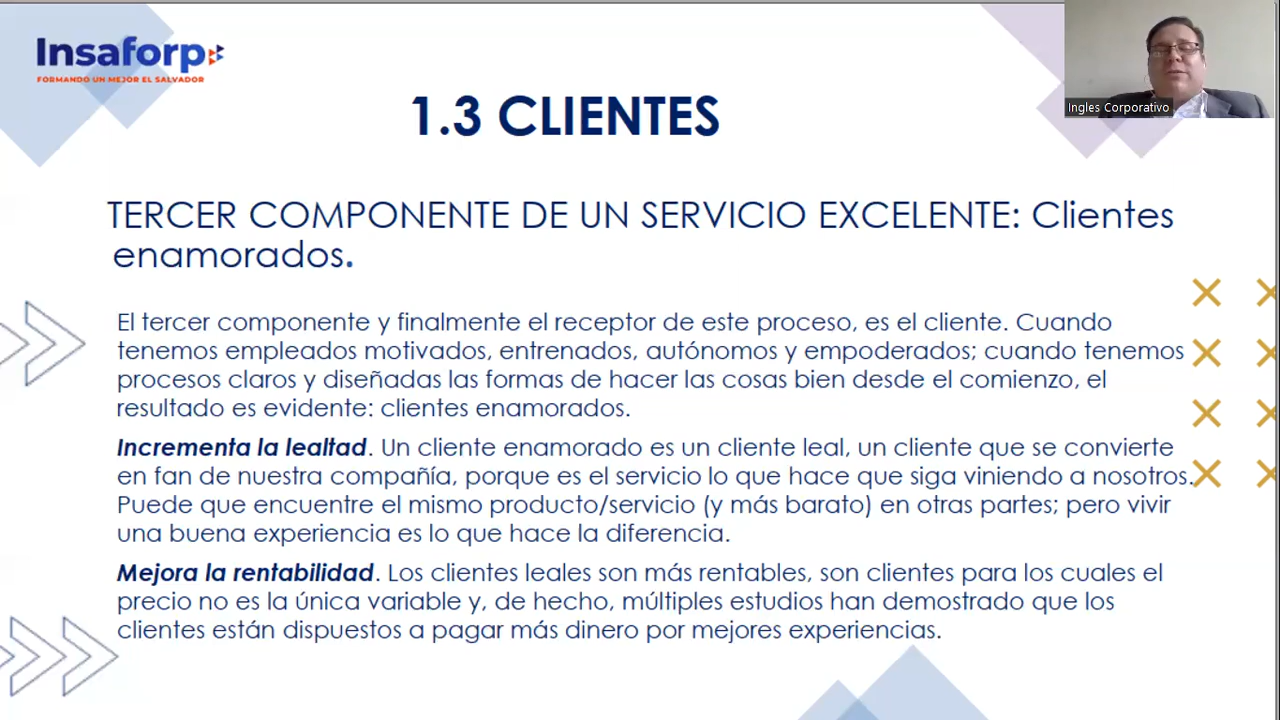 Insaforp
FORMANDO UN MEJOR EL SALVADOR
Ingles Corporativo
1.3 CLIENTES
TERCER COMPONENTE DE UN SERVICIO EXCELENTE: Clientes
enamorados.
El tercer componente y finalmente el receptor de este proceso, es el cliente. Cuando
tenemos empleados motivados, entrenados, autónomos y empoderados; cuando tenemos
procesos claros y diseñadas las formas de hacer las cosas bien desde el comienzo, el
resultado es evidente: clientes enamorados.
Incrementa la lealtad. Un cliente enamorado es un cliente leal, un cliente que se convierte
en fan de nuestra compañía, porque es el servicio lo que hace que siga viniendo a nosotros.
Puede que encuentre el mismo producto/servicio (y más barato) en otras partes; pero vivir
una buena experiencia es lo que hace la diferencia.
Mejora la rentabilidad. Los clientes leales son más rentables, son clientes para los cuales el
precio no es la única variable y, de hecho, múltiples estudios han demostrado que los
clientes están dispuestos a pagar más dinero por mejores experiencias.